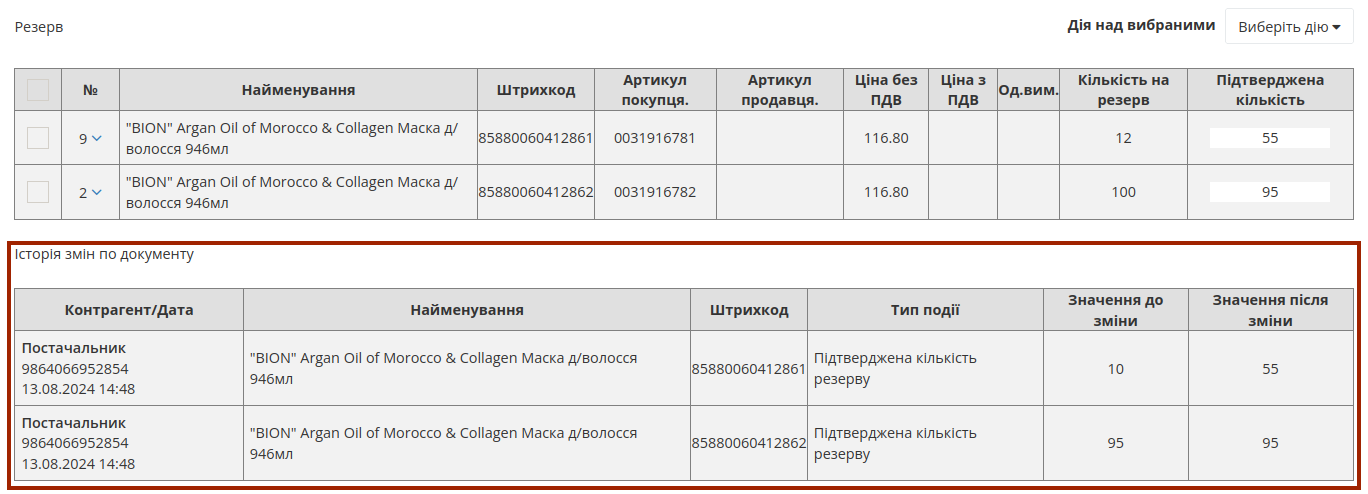 Резерв
Дія над вибраними Виберіть дію
№ Найменування Штрихкод Артикул покупця. Артикул продавця. Ціна без ПДВ Ціна з ПДВ Од.вим. Кількість на резерв Підтверджена кількість
9 "BION" Argan Oil of Morocco & Collagen Маска д/ 85880060412861 0031916781 116.80 12 55
волосся 946мл
2 "BION" Argan Oil of Morocco & Collagen Маска д/ 85880060412862 0031916782 116.80 100 95
волосся 946мл
Історія змін по документу
Контрагент/Дата Найменування Штрихкод Тип події Значення до зміни Значення після зміни
Постачальник
9864066952854
13.08.2024 14:48
"BION" Argan Oil of Morocco & Collagen Маска д/волосся
946мл
85880060412861
Підтверджена кількість
резерву
10
55
Постачальник
9864066952854
13.08.2024 14:48
"BION" Argan Oil of Morocco & Collagen Маска д/волосся
946мл
85880060412862
Підтверджена кількість
резерву
95
95